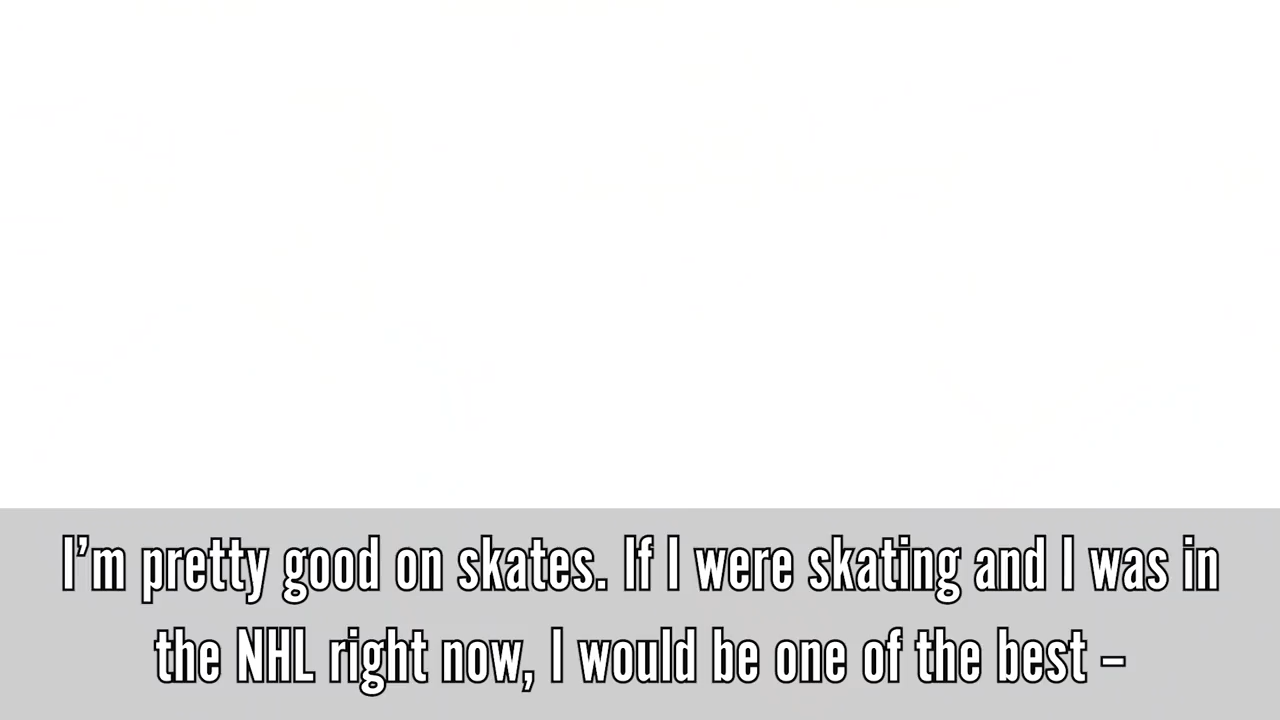 I’m pretty good on skates. If I were skating and I was in
the NHL right now, I would be one of the best –